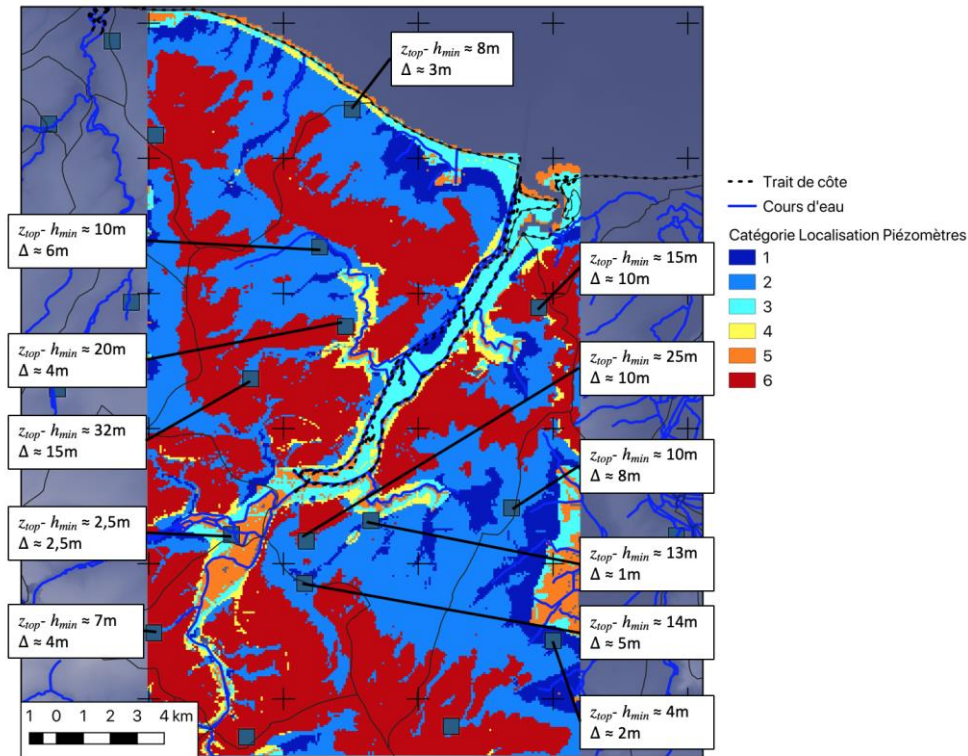 z_top- h_min ≈ 8m
Δ ≈ 3m
z_top- h_min ≈ 10m
Δ ≈ 6m
z_top- h_min ≈ 20m
Δ ≈ 4m
z_top- h_min ≈ 32m
Δ ≈ 15m
z_top- h_min ≈ 2,5m
Δ ≈ 2,5m
z_top- h_min ≈ 7m
Δ ≈ 4m
z_top- h_min ≈ 15m
Δ ≈ 10m
z_top- h_min ≈ 25m
Δ ≈ 10m
z_top- h_min ≈ 10m
Δ ≈ 8m
z_top- h_min ≈ 13m
Δ ≈ 1m
z_top- h_min ≈ 14m
Δ ≈ 5m
z_top- h_min ≈ 4m
Δ ≈ 2m
1 0 1 2 3 4 km
Trait de côte
Cours d'eau
Catégorie Localisation Piézomètres
1
2
3
4
5
6